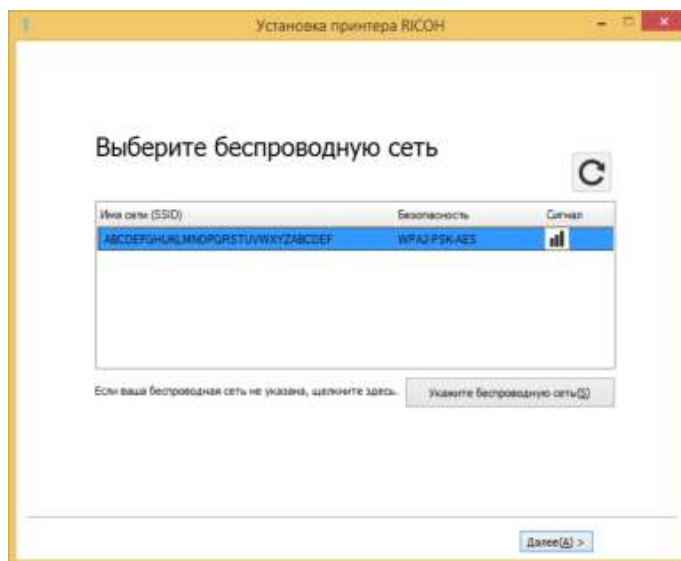 Установка принтера RICOH
Выберите беспроводную сеть
Имя сети (SSID) Безопасность Сигнал
ABCDEFGHIJKLMNOPQRSTUVWXYZABCDEF WPA2-PSK-AES
Если ваша беспроводная сеть не указана, щелкните здесь. Укажите беспроводную сеть(S)
Далее(A) >